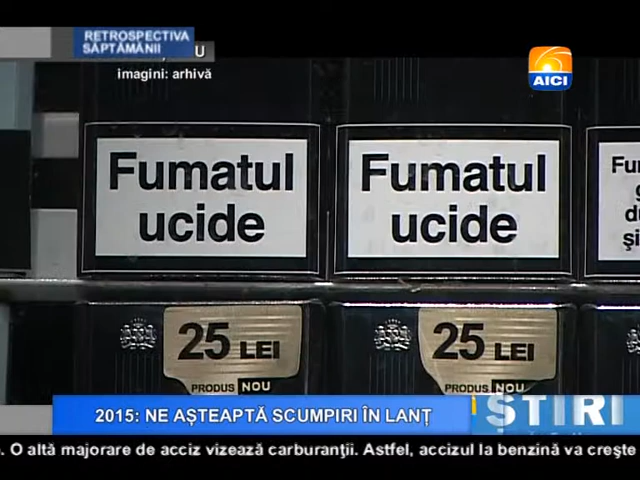 RETROSPECTIVA
SĂPTĂMÂNII
U
imagini: arhivă
AICI
Fumatul
ucide
Fumatul
ucide
25 LEI
PRODUS NOU
25 LEI
PRODUS NOU
2015: NE AȘTEAPTĂ SCUMPIRI ÎN LANȚ
ȘTIRI
. O altă majorare de acciz vizează carburanţii. Astfel, accizul la benzină va creşte